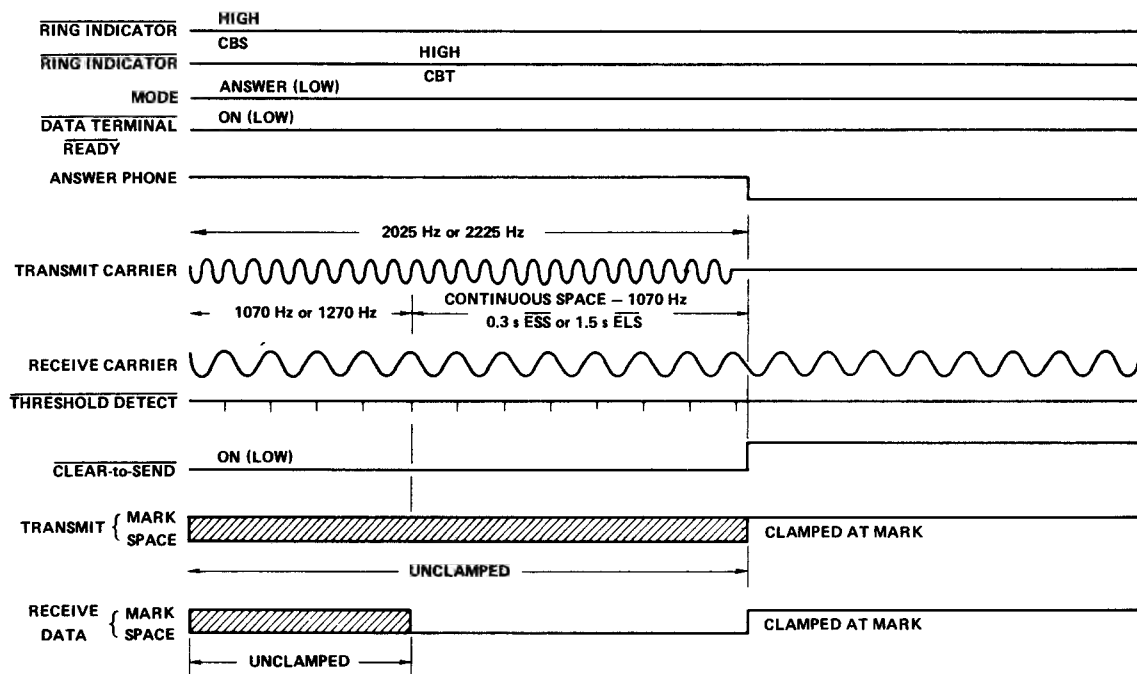 HIGH
RING INDICATOR
CBS
HIGH
RING INDICATOR
CBT
MODE
ANSWER (LOW)
DATA TERMINAL
READY
ON (LOW)
ANSWER PHONE
2025 Hz or 2225 Hz
TRANSMIT CARRIER
1070 Hz or 1270 Hz
CONTINUOUS SPACE – 1070 Hz
0.3 s ESS or 1.5 s ELS
RECEIVE CARRIER
THRESHOLD DETECT
CLEAR-to-SEND
ON (LOW)
TRANSMIT { MARK
SPACE
CLAMPED AT MARK
UNCLAMPED
RECEIVE
DATA { MARK
SPACE
CLAMPED AT MARK
UNCLAMPED